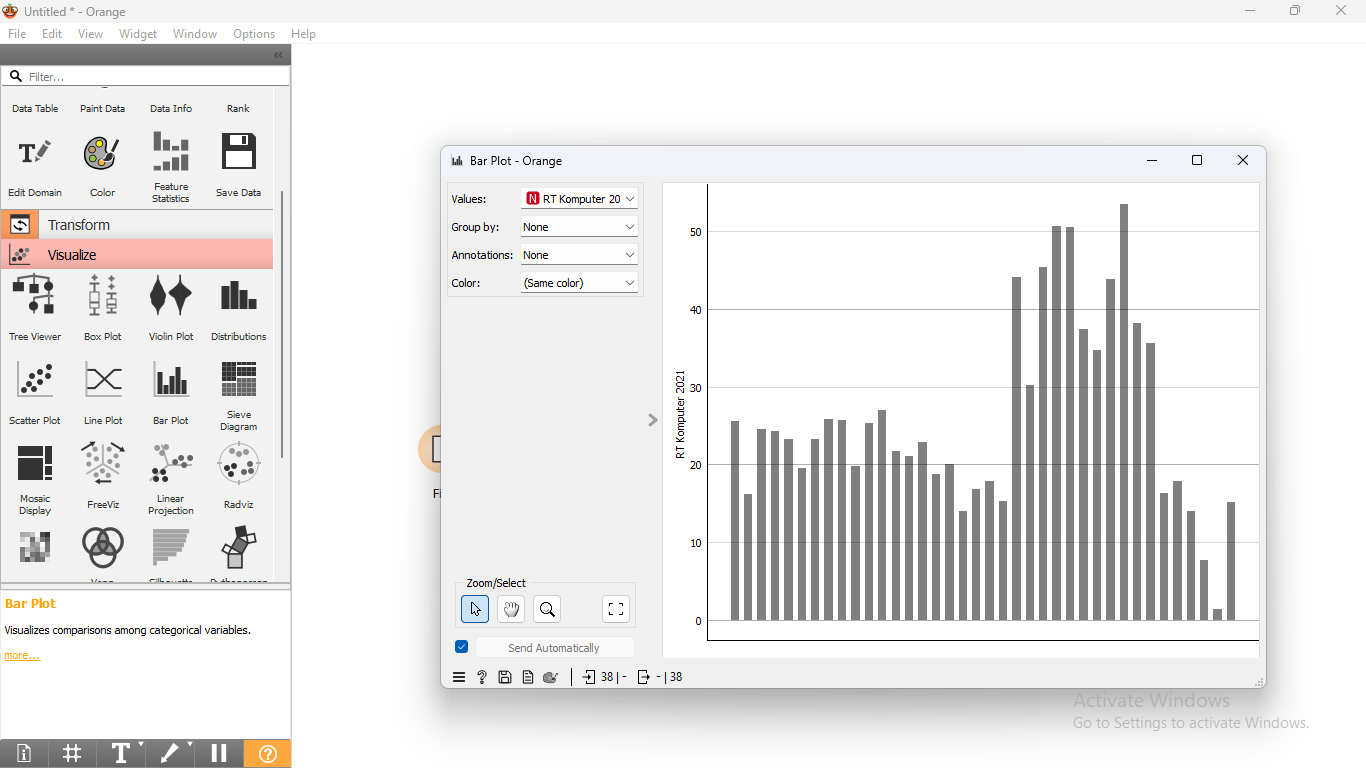 Untitled * - Orange
File Edit View Widget Window Options Help
Filter...
Data Table Paint Data Data Info Rank
Edit Domain Color Feature Statistics Save Data
Transform
Visualize
Tree Viewer Box Plot Violin Plot Distributions
Scatter Plot Line Plot Bar Plot Sieve Diagram
Mosaic Display FreeViz Linear Projection Radviz
Bar Plot
Visualizes comparisons among categorical variables.
more...
Bar Plot - Orange
Values: N RT Komputer 20
Group by: None
Annotations: None
Color: (Same color)
Zoom/Select
Send Automatically
38 | - - | 38
RT Komputer 2021
50
40
30
20
10
0
Fi
Activate Windows
Go to Settings to activate Windows.